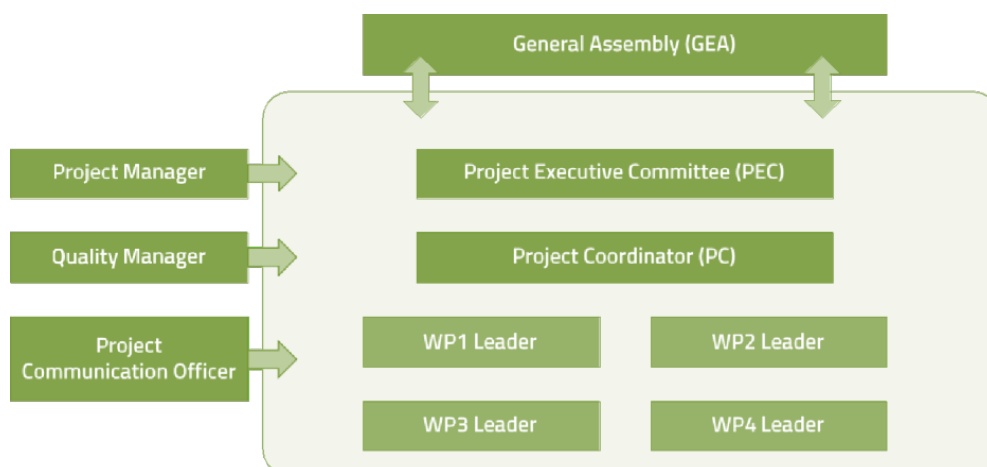 General Assembly (GEA)
Project Manager
Project Executive Committee (PEC)
Quality Manager
Project Coordinator (PC)
Project
Communication Officer
WP1 Leader
WP2 Leader
WP3 Leader
WP4 Leader